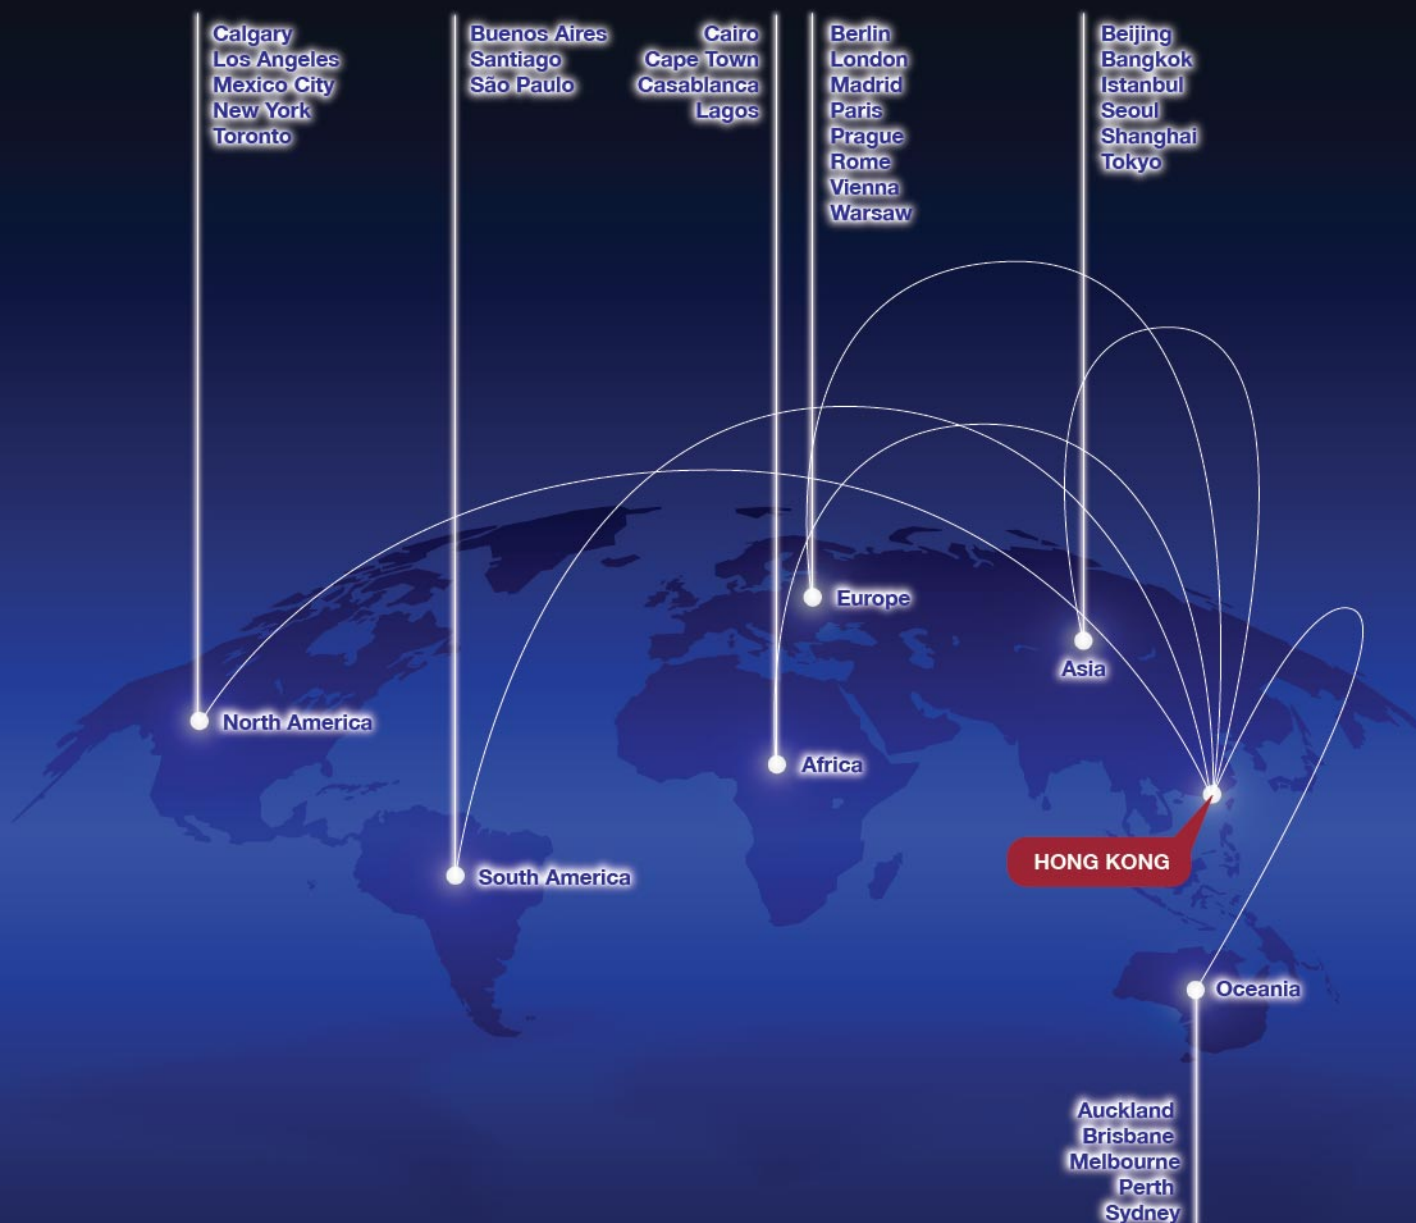 Calgary
Los Angeles
Mexico City
New York
Toronto
Buenos Aires
Santiago
São Paulo
Cairo
Cape Town
Casablanca
Lagos
Berlin
London
Madrid
Paris
Prague
Rome
Vienna
Warsaw
Beijing
Bangkok
Istanbul
Seoul
Shanghai
Tokyo
Europe
Asia
North America
Africa
HONG KONG
South America
Oceania
Auckland
Brisbane
Melbourne
Perth
Sydney